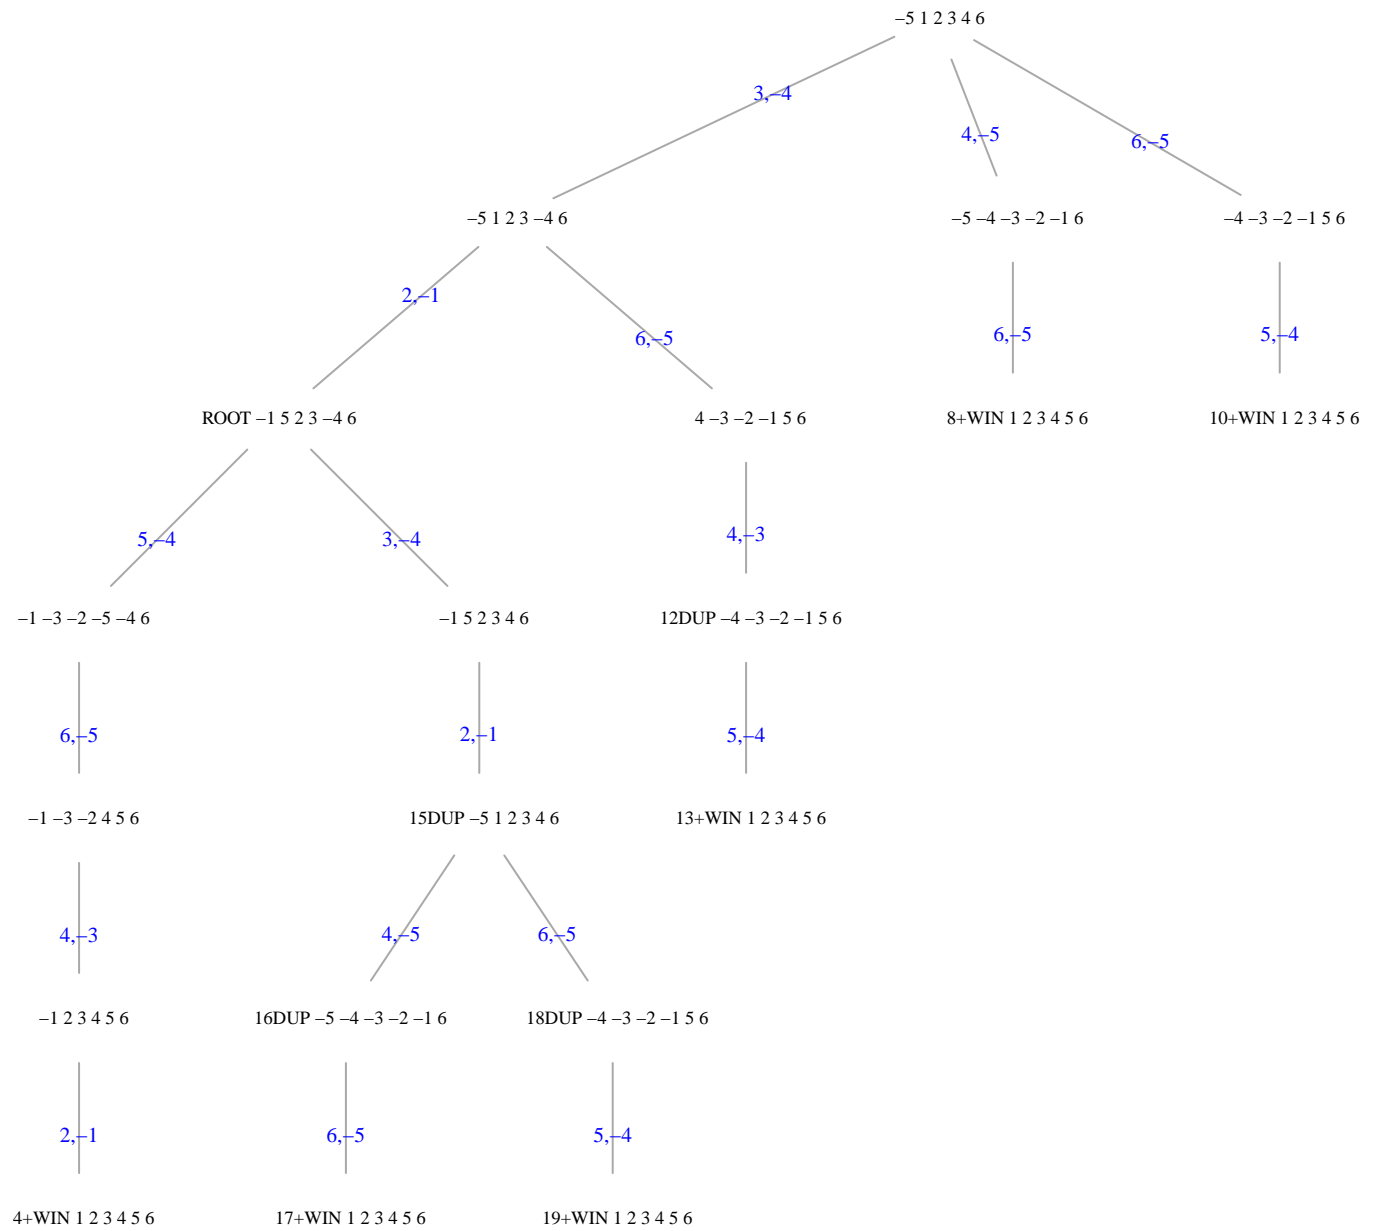 –5 1 2 3 4 6
3,–4
4,–5
6,–5
–5 1 2 3 –4 6
–5 –4 –3 –2 –1 6
–4 –3 –2 –1 5 6
2,–1
6,–5
6,–5
5,–4
ROOT –1 5 2 3 –4 6
4 –3 –2 –1 5 6
8+WIN 1 2 3 4 5 6
10+WIN 1 2 3 4 5 6
5,–4
3,–4
4,–3
–1 –3 –2 –5 –4 6
–1 5 2 3 4 6
12DUP –4 –3 –2 –1 5 6
6,–5
2,–1
5,–4
–1 –3 –2 4 5 6
15DUP –5 1 2 3 4 6
13+WIN 1 2 3 4 5 6
4,–3
4,–5
6,–5
–1 2 3 4 5 6
16DUP –5 –4 –3 –2 –1 6
18DUP –4 –3 –2 –1 5 6
2,–1
6,–5
5,–4
4+WIN 1 2 3 4 5 6
17+WIN 1 2 3 4 5 6
19+WIN 1 2 3 4 5 6